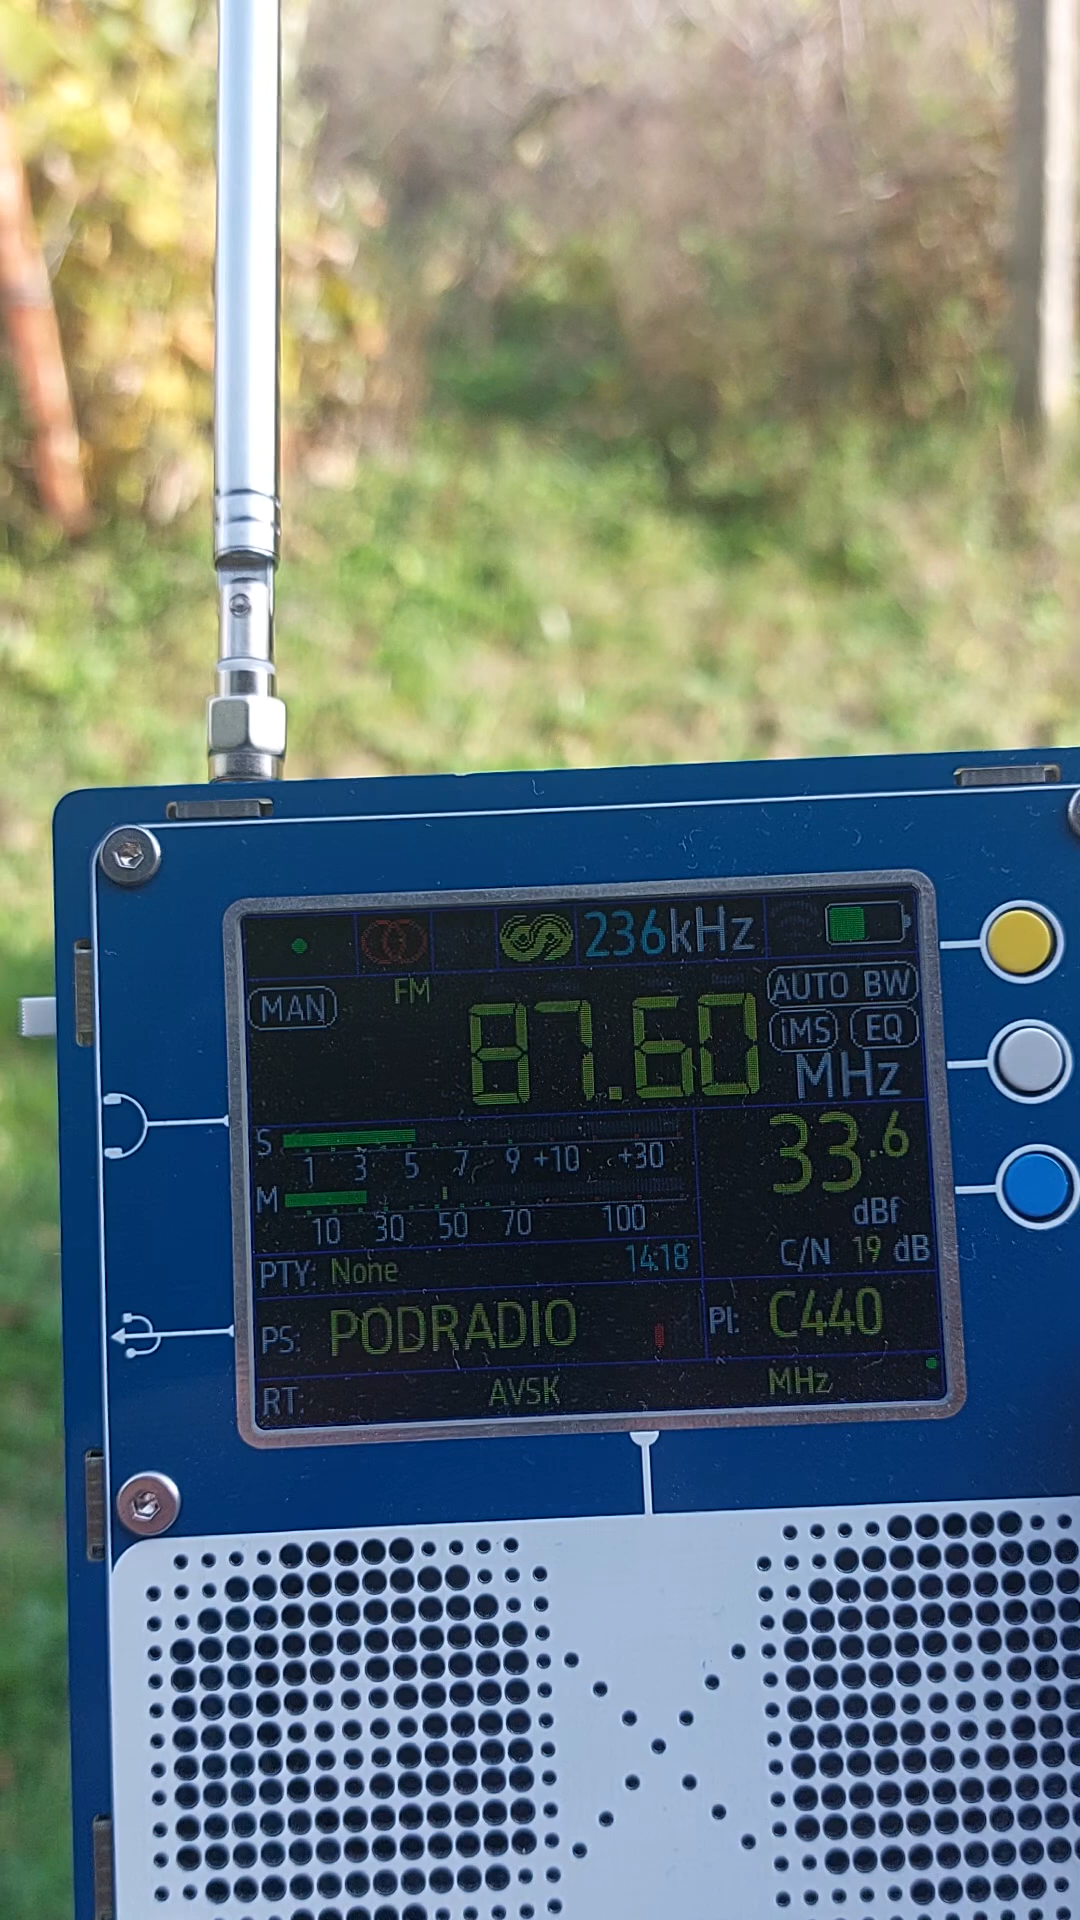 236kHz
FM
MAN
AUTO BW
87.60
iMS EQ
MHz
S
1 3 5 7 9 +10 +30
33.6
dBf
M
10 30 50 70 100
C/N 19 dB
PTY: None 14:18
PS: PODRADIO PI: C440
RT: AVSK MHz